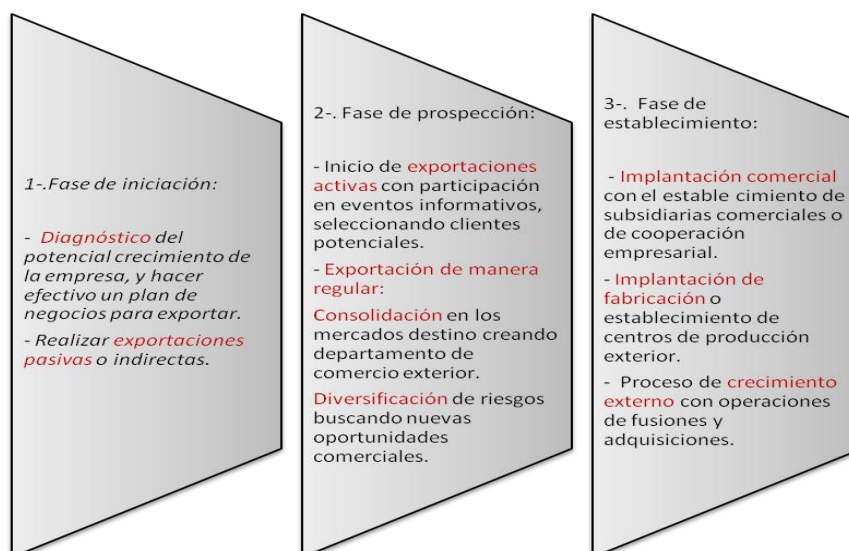 1-.Fase de iniciación:
- Diagnóstico del
potencial crecimiento de
la empresa, y hacer
efectivo un plan de
negocios para exportar.
- Realizar exportaciones
pasivas o indirectas.
2-. Fase de prospección:
- Inicio de exportaciones
activas con participación
en eventos informativos,
seleccionando clientes
potenciales.
- Exportación de manera
regular:
Consolidación en los
mercados destino creando
departamento de
comercio exterior.
Diversificación de riesgos
buscando nuevas
oportunidades
comerciales.
3-. Fase de
establecimiento:
- Implantación comercial
con el estable cimiento de
subsidiarias comerciales o
de cooperación
empresarial.
- Implantación de
fabricación o
establecimiento de
centros de producción
exterior.
- Proceso de crecimiento
externo con operaciones
de fusiones y
adquisiciones.